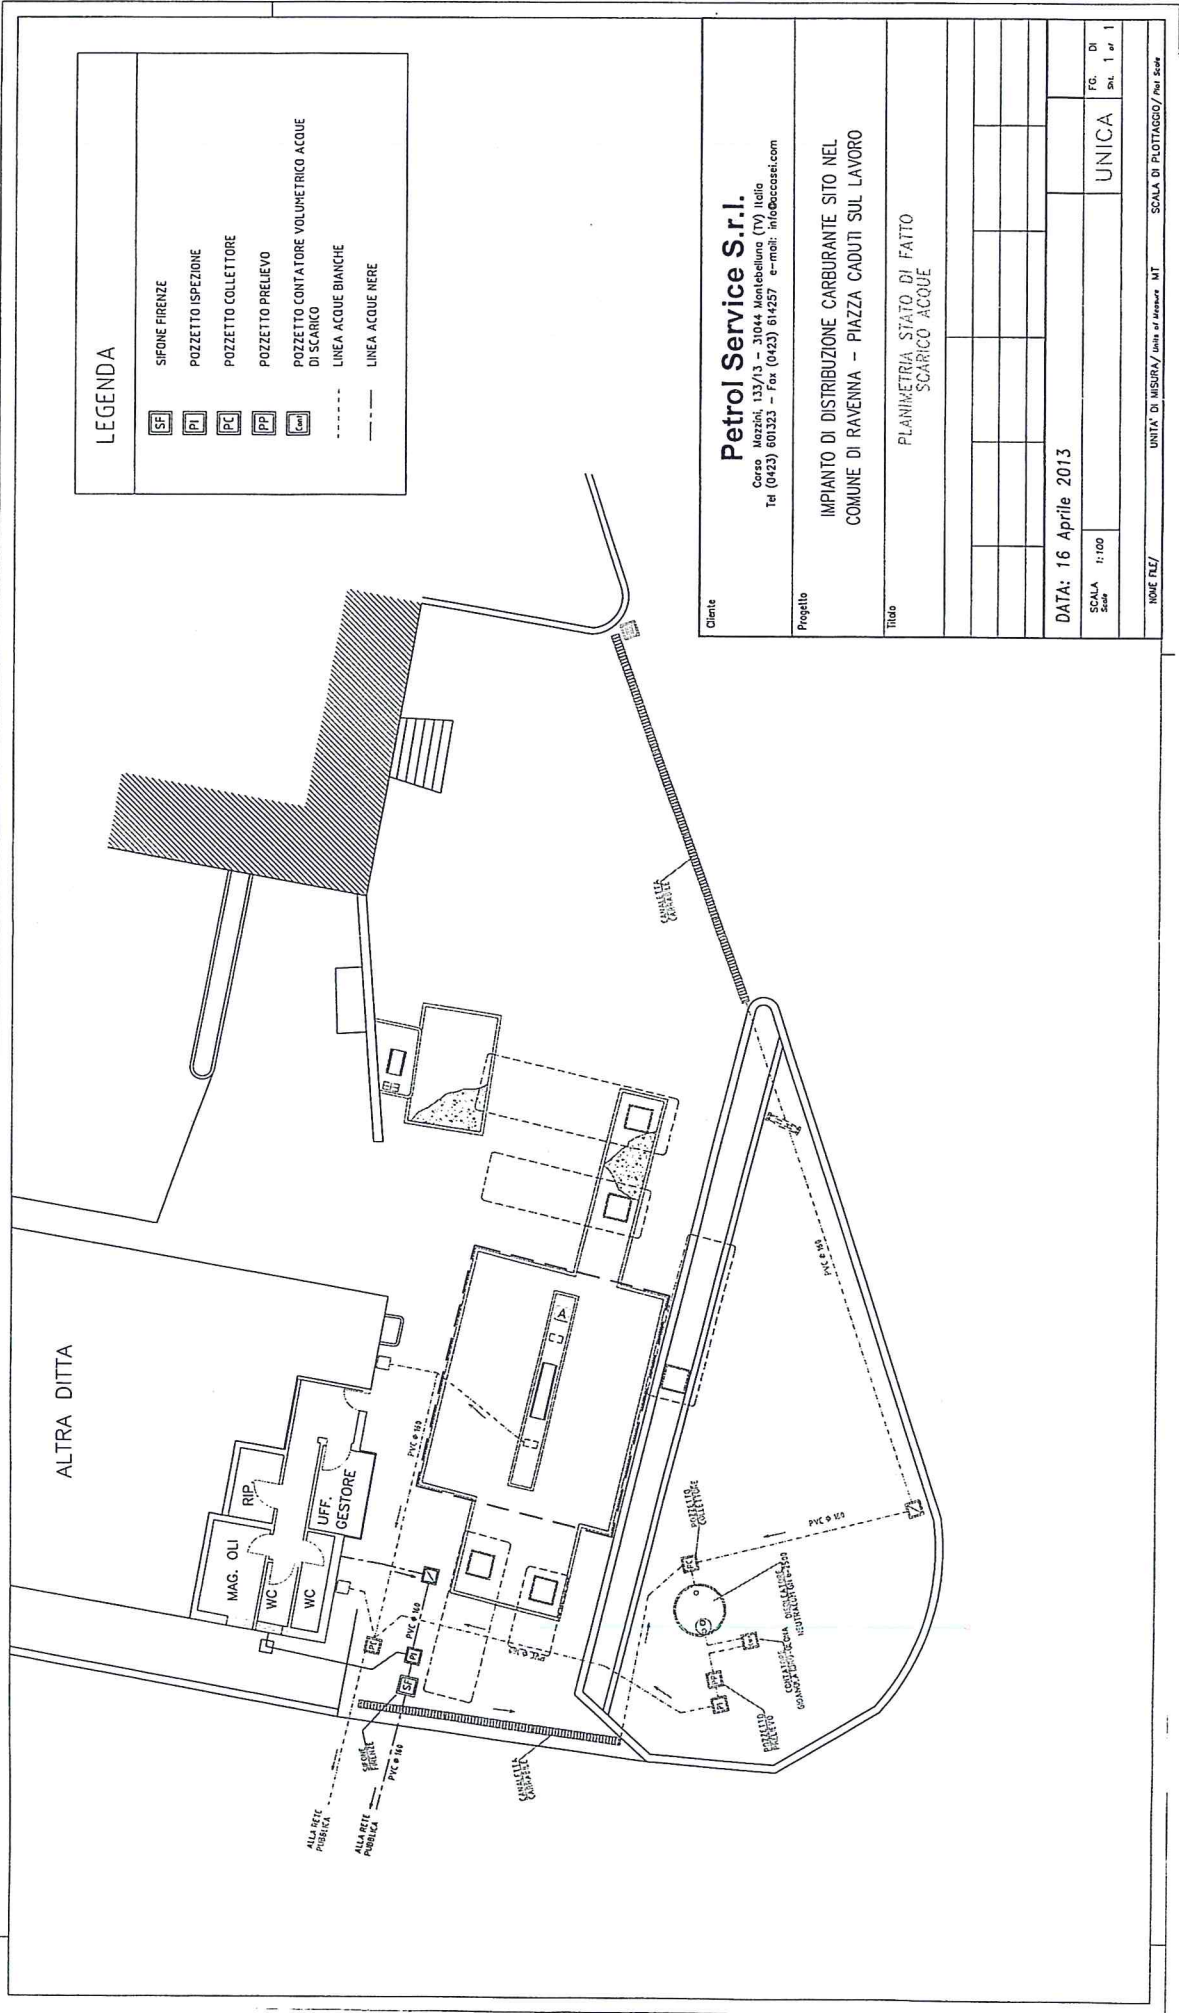 LEGENDA
SF SIFONE FIRENZE
PI POZZETTO ISPEZIONE
PC POZZETTO COLLETTORE
PP POZZETTO PRELIEVO
Cont POZZETTO CONTATORE VOLUMETRICO ACQUE
DI SCARICO
LINEA ACQUE BIANCHE
LINEA ACQUE NERE
ALTRA DITTA
MAG. OLI
RIP.
WC
WC
UFF.
GESTORE
A
PVC ø 160
PVC ø 160
PI
SF
PC
SIFONE
FIRENZE
PVC ø 160
ALLA RETE
PUBBLICA
ALLA RETE
PUBBLICA
CANALETTA
CARRABILE
CANALETTA
CARRABILE
PVC ø 160
PVC ø 160
POZZETTO
COLLETTORE
PC
PP
PI
POZZETTO
PRELIEVO
CONTATORE
Cliente
Petrol Service S.r.l.
Corso Mazzini, 133/13 - 31044 Montebelluna (TV) Italia
Tel (0423) 601323 - Fax (0423) 614257 e-mail: info@accasei.com
Progetto
IMPIANTO DI DISTRIBUZIONE CARBURANTE SITO NEL
COMUNE DI RAVENNA - PIAZZA CADUTI SUL LAVORO
Titolo
PLANIMETRIA STATO DI FATTO
SCARICO ACQUE
DATA: 16 Aprile 2013
SCALA 1:100
Scale
UNICA
FG. DI
Sht. 1 of 1
NOME FILE/
UNITA' DI MISURA/ Units of Measure MT
SCALA DI PLOTTAGGIO/ Plot Scale